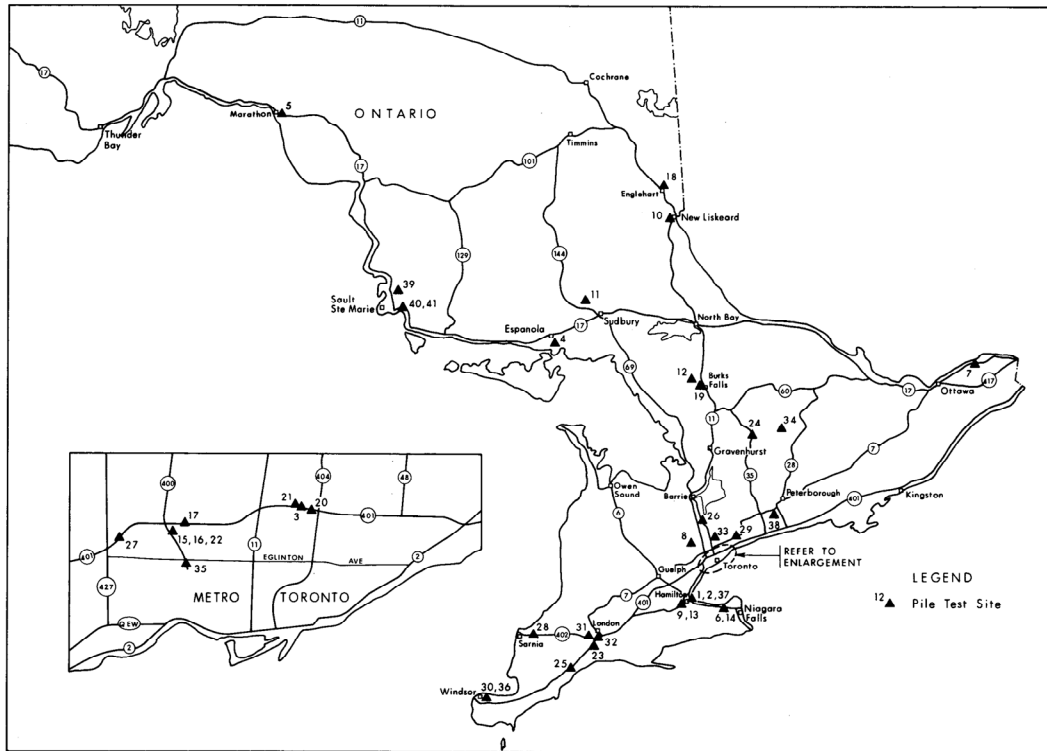 11
17
Cochrane
Marathon
5
ONTARIO
Thunder
Bay
Timmins
101
17
18
Englehart
10
New Liskeard
129
144
39
40, 41
Sault
Ste Marie
11
Sudbury
North Bay
Espanola
17
4
69
12
Burks
Falls
19
60
17
Ottawa
7
417
11
24
34
Gravenhurst
35
28
7
Owen
Sound
6
Barrie
Peterborough
401
Kingston
26
38
8
33
29
REFER TO
ENLARGEMENT
Toronto
Guelph
7
401
Hamilton
1, 2, 37
9, 13
6,14
Niagara
Falls
28
Sarnia
402
31
London
32
23
25
Windsor
30, 36
LEGEND
12 Pile Test Site
400
404
48
21
3
20
17
401
15, 16, 22
27
401
11
2
EGLINTON AVE
35
427
METRO TORONTO
QEW
2